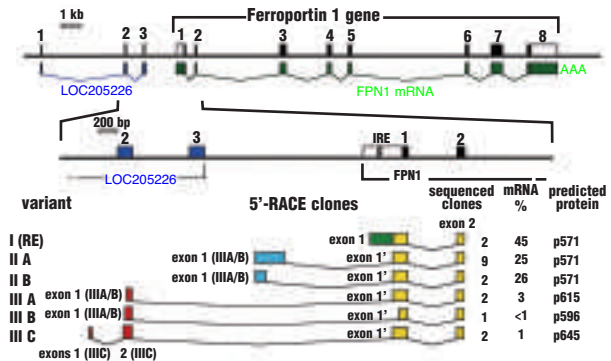 1 kb
Ferroportin 1 gene
1 2 3 1 2 3 4 5 6 7 8
AAA
LOC205226 FPN1 mRNA
200 bp
2 3 IRE 1 2
LOC205226 FPN1
variant 5'-RACE clones sequenced clones mRNA % predicted protein
exon 2
I (RE) exon 1 2 45 p571
II A exon 1 (IIIA/B) exon 1' 9 25 p571
II B exon 1 (IIIA/B) exon 1' 2 26 p571
III A exon 1 (IIIA/B) exon 1' 2 3 p615
III B exon 1 (IIIA/B) exon 1' 1 <1 p596
III C exon 1' 2 1 p645
exons 1 (IIIC) 2 (IIIC)